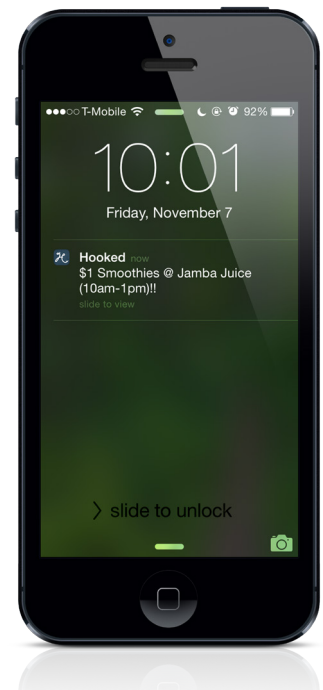 T-Mobile 92%
10:01
Friday, November 7
Hooked now
$1 Smoothies @ Jamba Juice
(10am-1pm)!!
slide to view
> slide to unlock